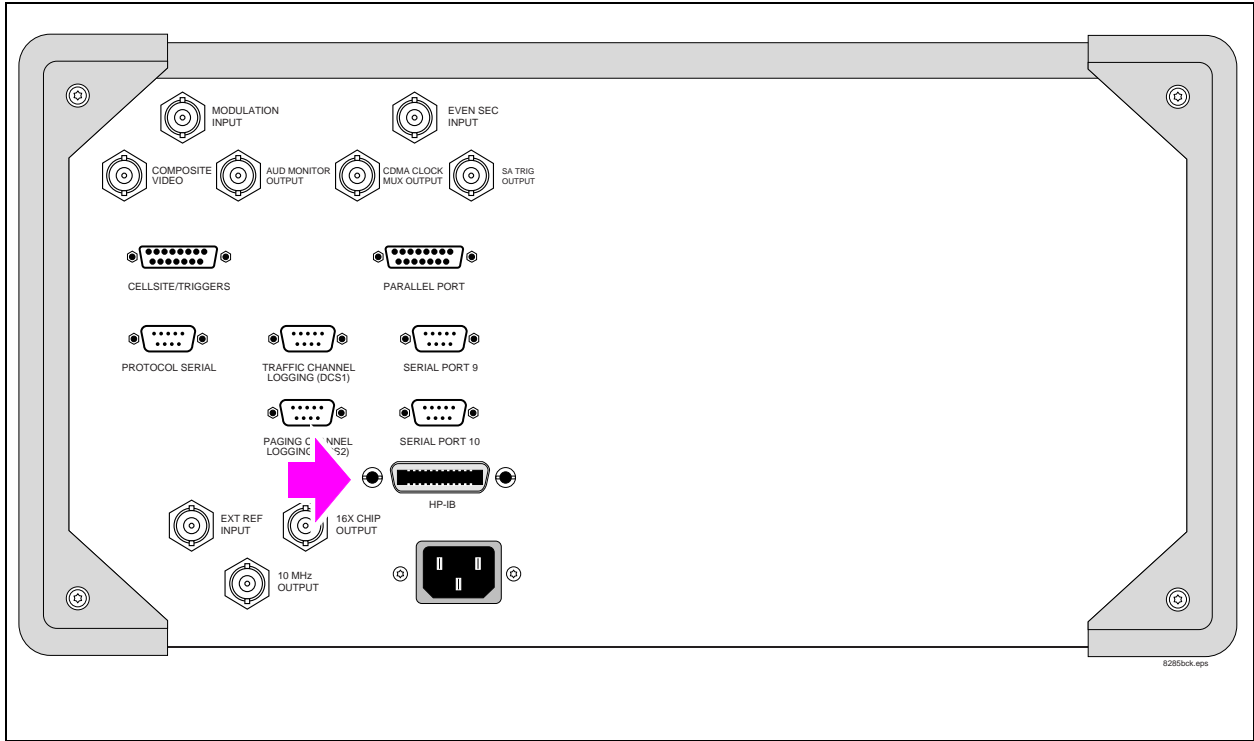 MODULATION
INPUT
EVEN SEC
INPUT
COMPOSITE
VIDEO
AUD MONITOR
OUTPUT
CDMA CLOCK
MUX OUTPUT
SA TRIG
OUTPUT
CELLSITE/TRIGGERS
PARALLEL PORT
PROTOCOL SERIAL
TRAFFIC CHANNEL
LOGGING (DCS1)
SERIAL PORT 9
PAGING
LOGGING
SERIAL PORT 10
HP-IB
EXT REF
INPUT
16X CHIP
OUTPUT
10 MHz
OUTPUT
8285bck.eps